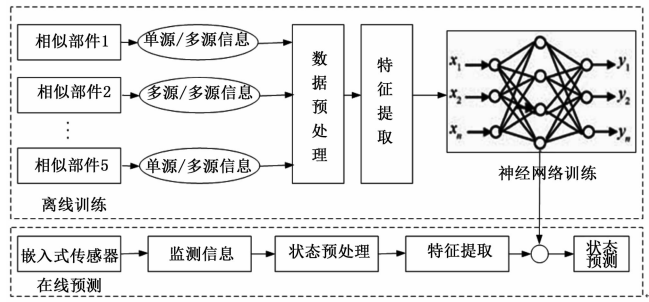 相似部件1
单源/多源信息
相似部件2
多源/多源信息
⋮
相似部件5
单源/多源信息
数据预处理
特征提取
x1
x2
xn
y1
y2
yn
神经网络训练
离线训练
嵌入式传感器
监测信息
状态预处理
特征提取
状态
预测
在线预测